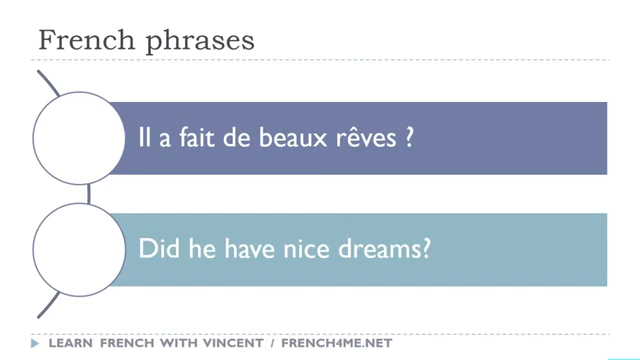 French phrases
Il a fait de beaux rêves ?
Did he have nice dreams?
LEARN FRENCH WITH VINCENT / FRENCH4ME.NET